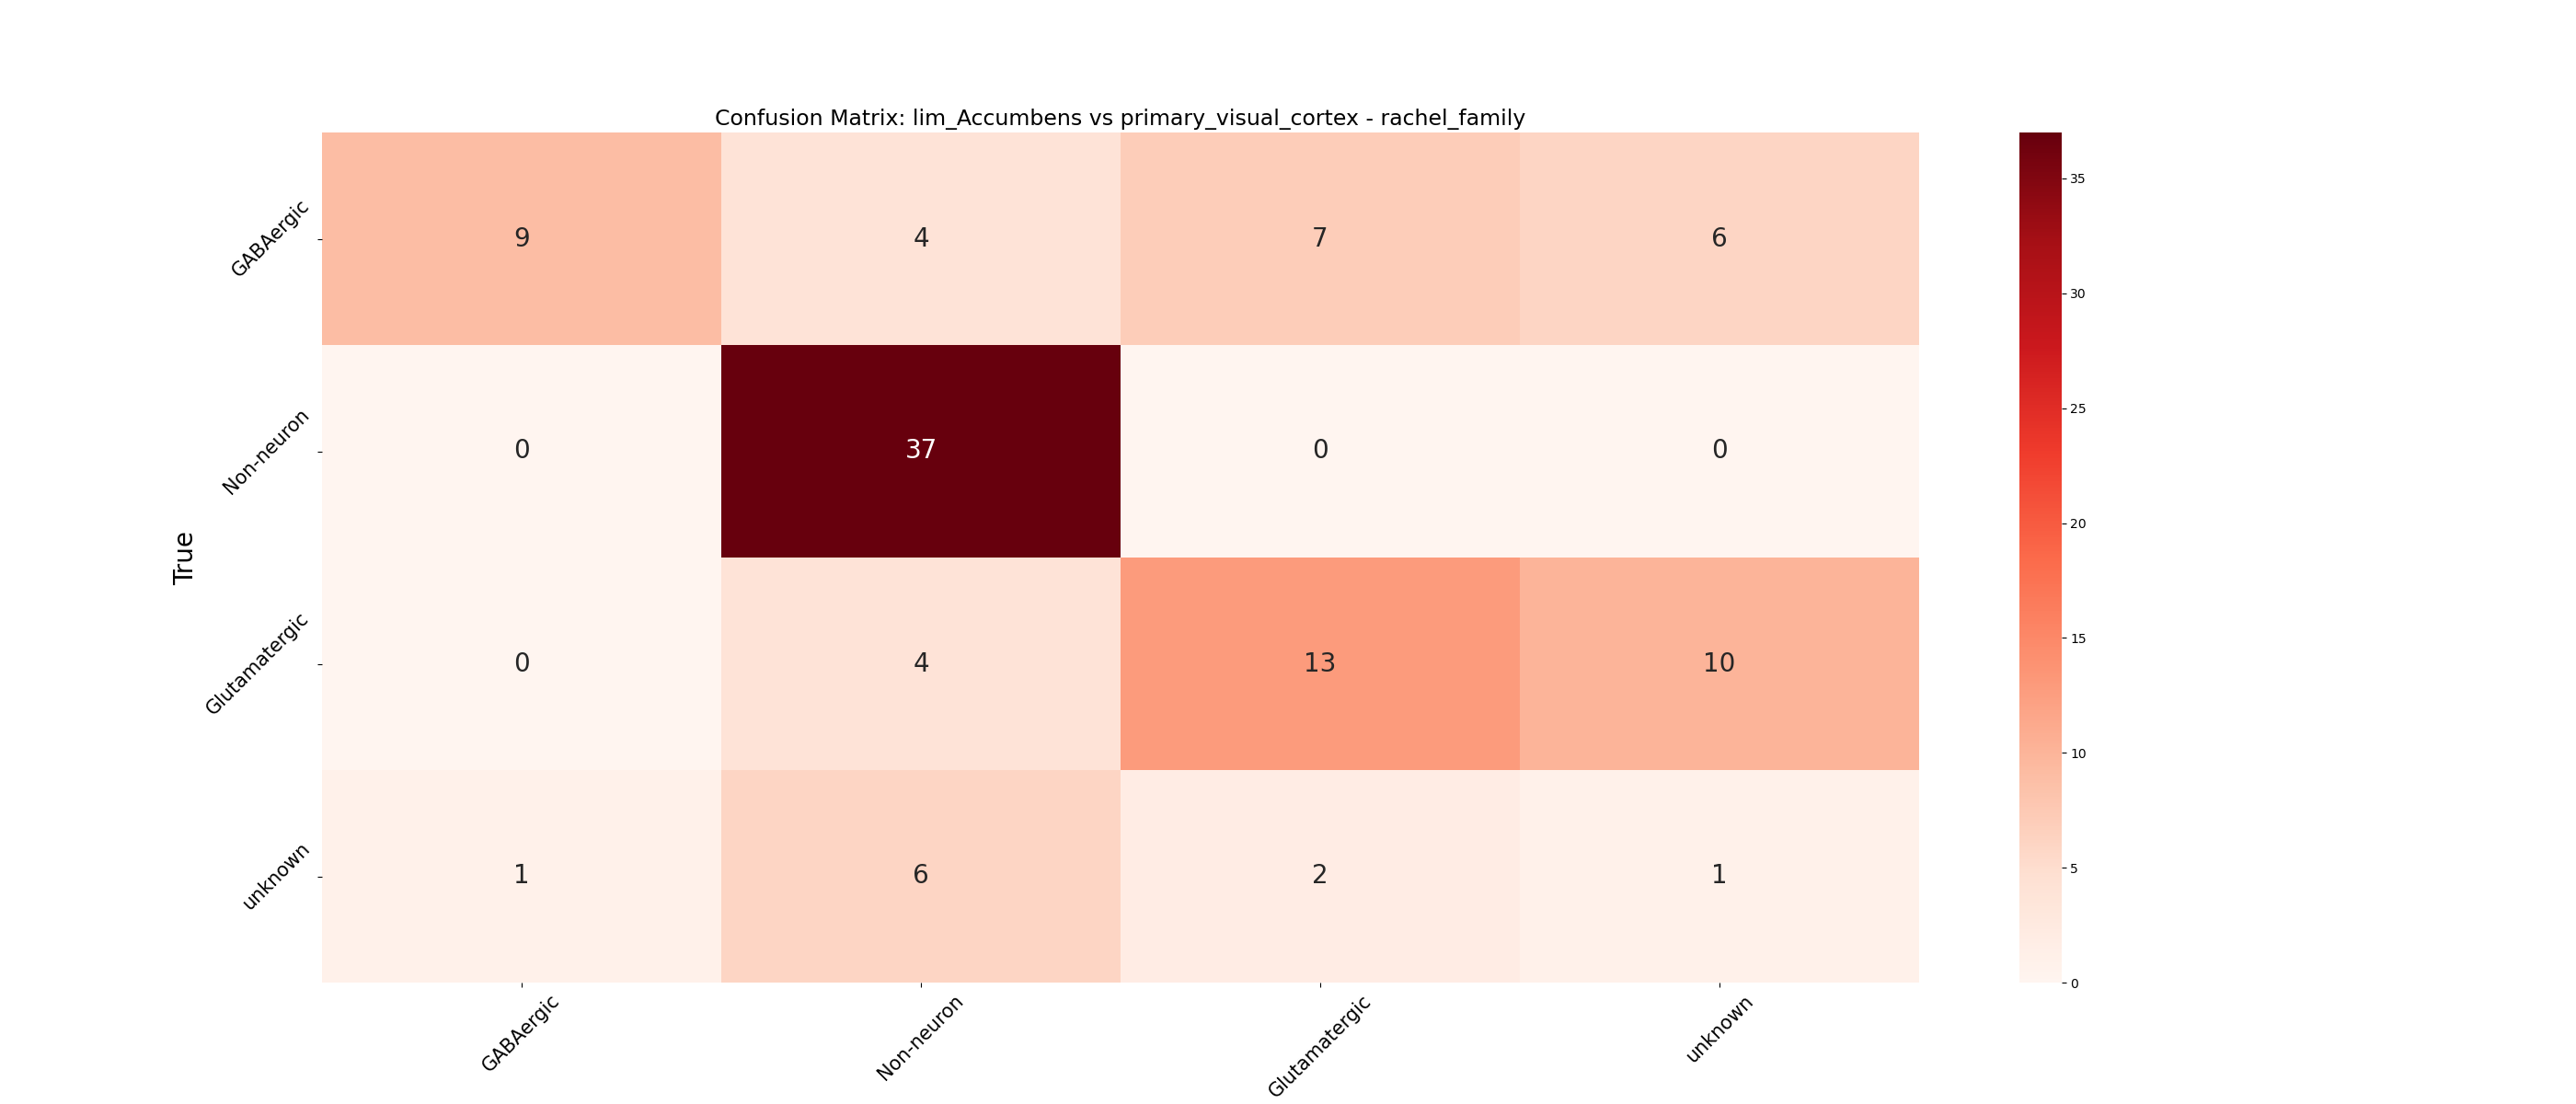 Confusion Matrix: lim_Accumbens vs primary_visual_cortex - rachel_family
True
GABAergic
9 4 7 6
Non-neuron
0 37 0 0
Glutamatergic
0 4 13 10
unknown
1 6 2 1
GABAergic Non-neuron Glutamatergic unknown
35
30
25
20
15
10
5
0